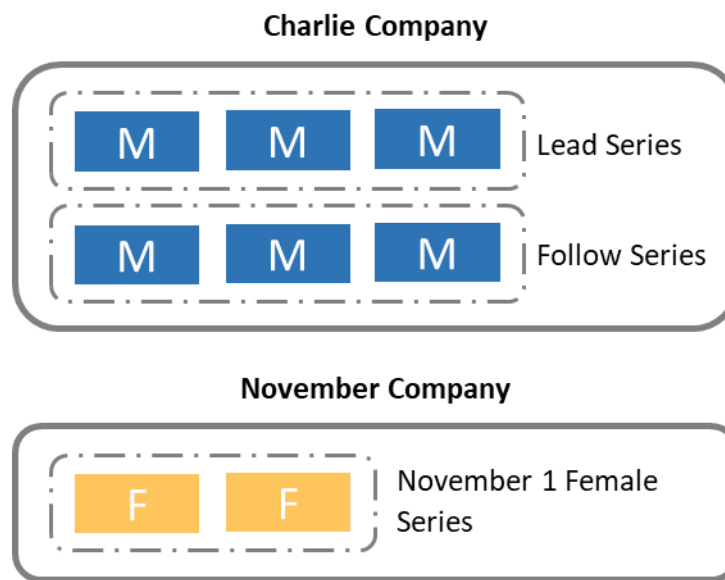 Charlie Company
M M M
Lead Series
M M M
Follow Series
November Company
F F
November 1 Female
Series